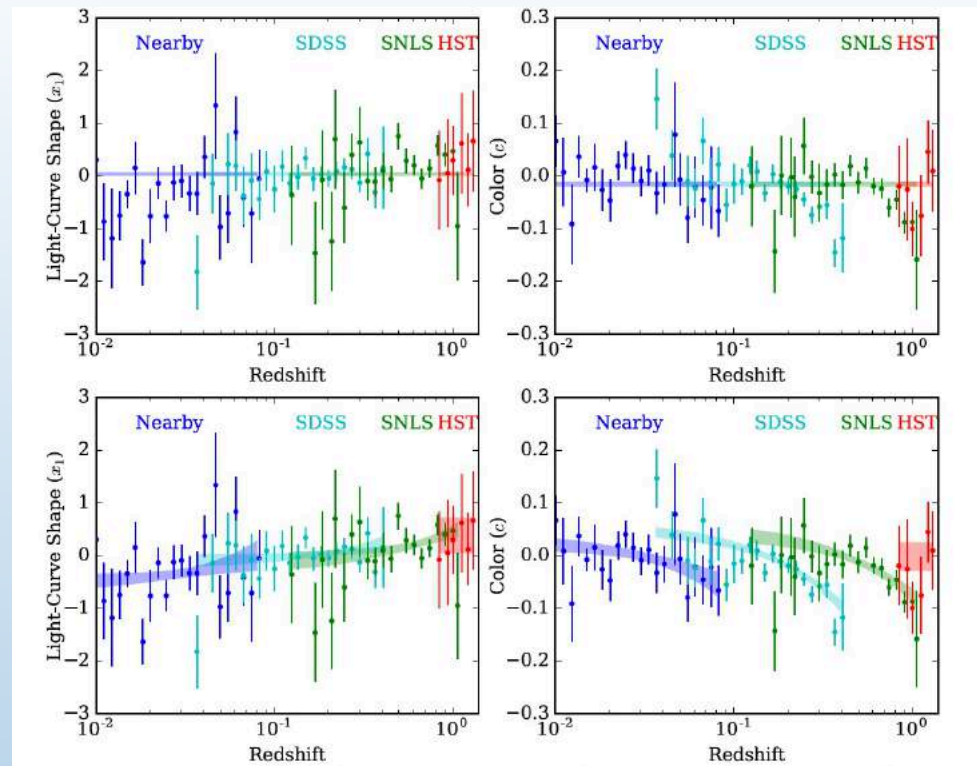 3
2
1
0
−1
−2
−3
Light-Curve Shape (x₁)
Nearby SDSS SNLS HST
10⁻² 10⁻¹ 10⁰
Redshift
0.3
0.2
0.1
0.0
−0.1
−0.2
−0.3
Color (c)
Nearby SDSS SNLS HST
10⁻² 10⁻¹ 10⁰
Redshift
3
2
1
0
−1
−2
−3
Light-Curve Shape (x₁)
Nearby SDSS SNLS HST
10⁻² 10⁻¹ 10⁰
Redshift
0.3
0.2
0.1
0.0
−0.1
−0.2
−0.3
Color (c)
Nearby SDSS SNLS HST
10⁻² 10⁻¹ 10⁰
Redshift